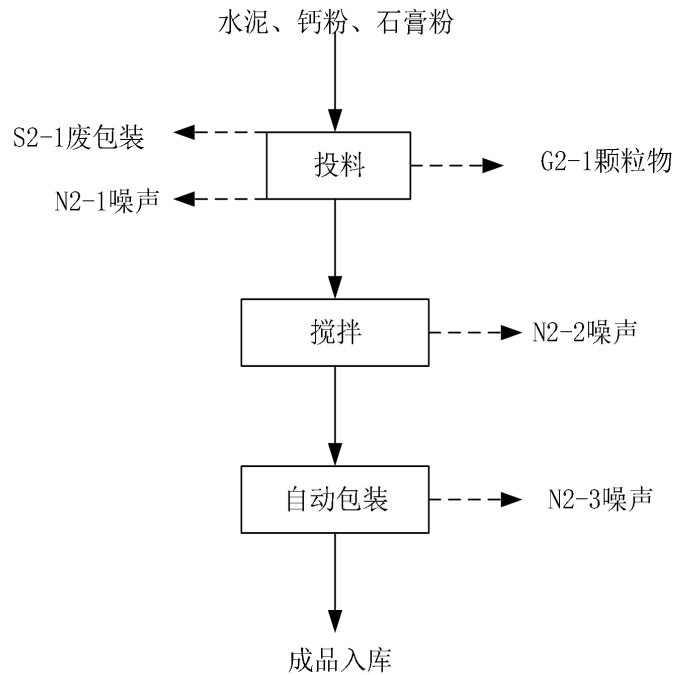 水泥、钙粉、石膏粉
S2-1废包装
投料
G2-1颗粒物
N2-1噪声
搅拌
N2-2噪声
自动包装
N2-3噪声
成品入库